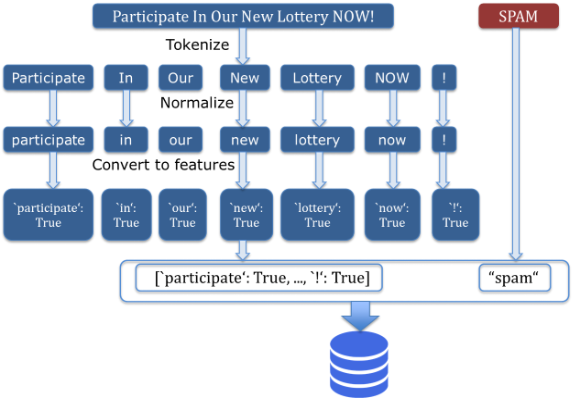 Participate In Our New Lottery NOW!
SPAM
Tokenize
Participate
In
Our
New
Lottery
NOW
!
Normalize
participate
in
our
new
lottery
now
!
Convert to features
`participate‘:
True
`in‘:
True
`our‘:
True
`new‘:
True
`lottery‘:
True
`now‘:
True
`!‘:
True
[`participate‘: True, ..., `!‘: True]
“spam“